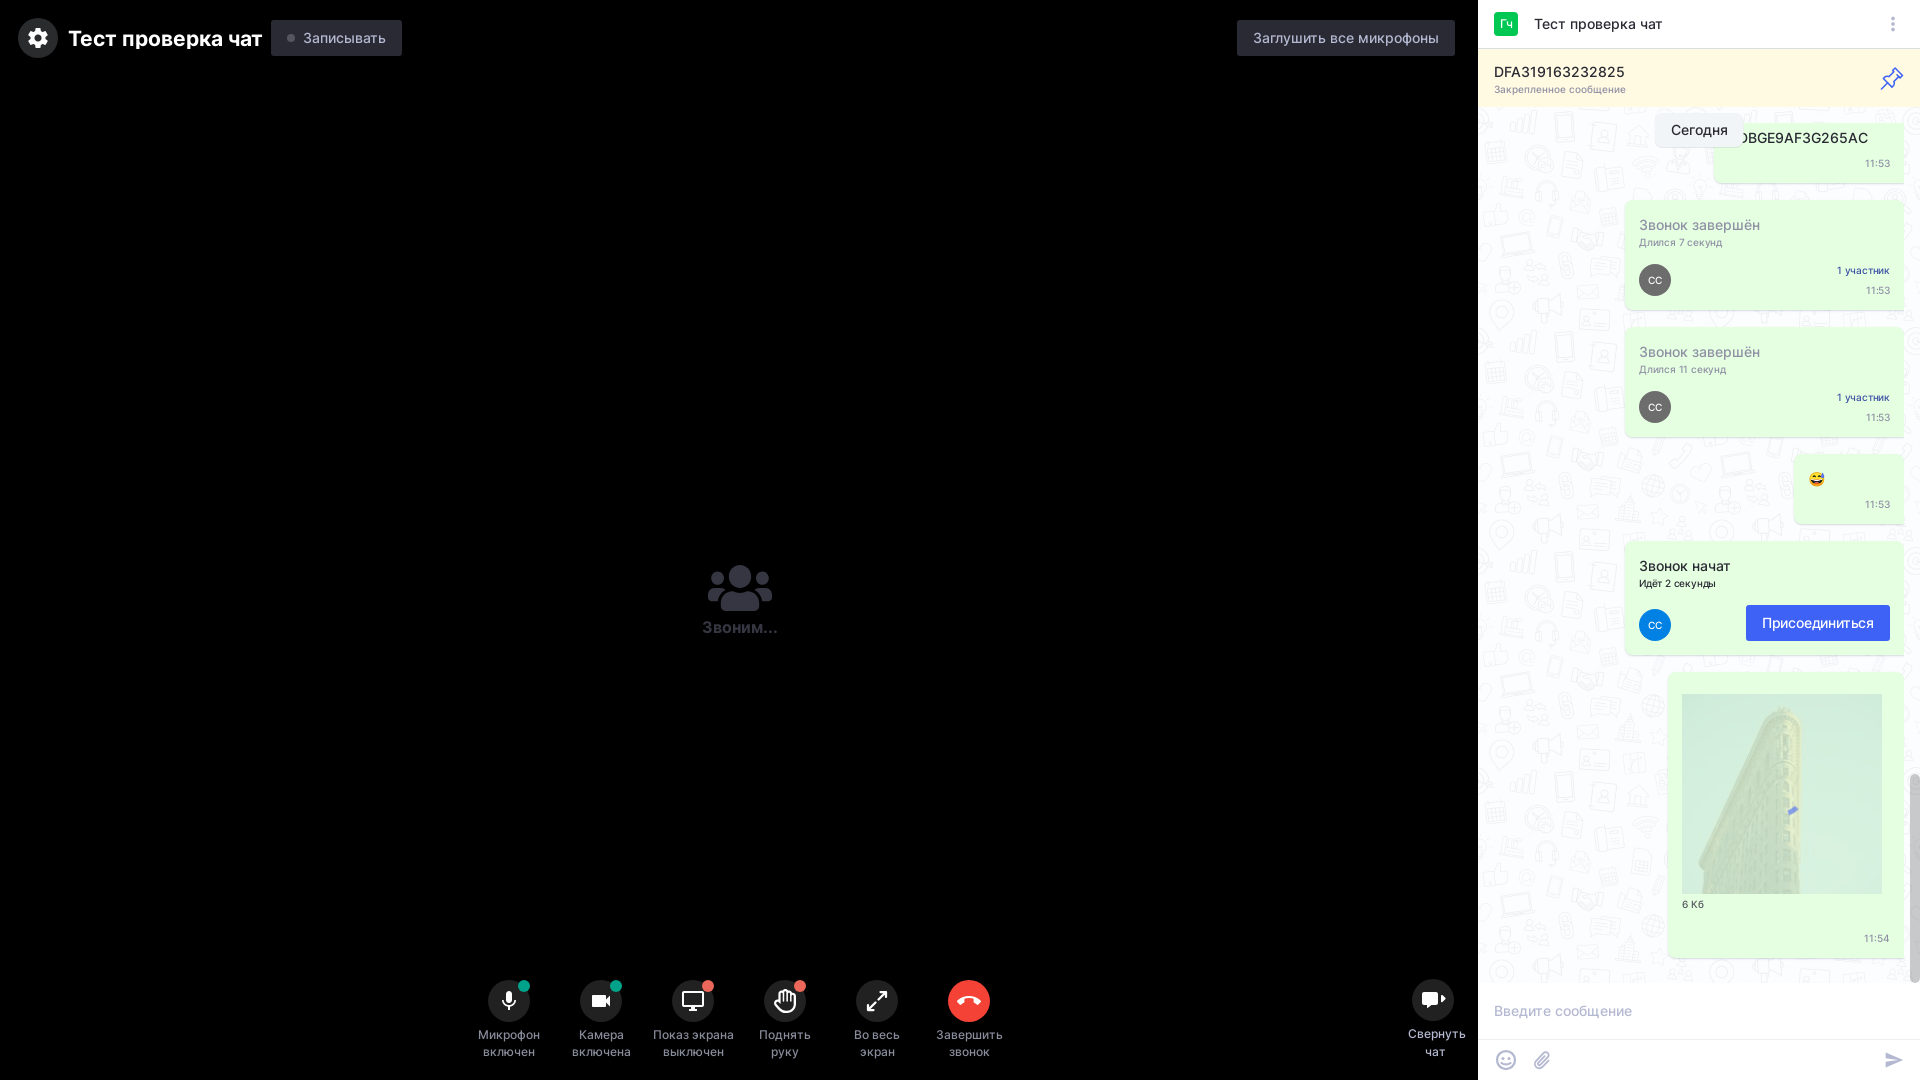 Тест проверка чат
Записывать
Заглушить все микрофоны
Звоним...
Микрофон
включен
Камера
включена
Показ экрана
выключен
Поднять
руку
Во весь
экран
Завершить
звонок
Свернуть
чат
Гч
Тест проверка чат
DFA319163232825
Закрепленное сообщение
Сегодня
BGE9AF3G265AC
11:53
Звонок завершён
Длился 7 секунд
СС
1 участник
11:53
Звонок завершён
Длился 11 секунд
СС
1 участник
11:53
😅
11:53
Звонок начат
Идёт 2 секунды
СС
Присоединиться
6 Кб
11:54
Введите сообщение